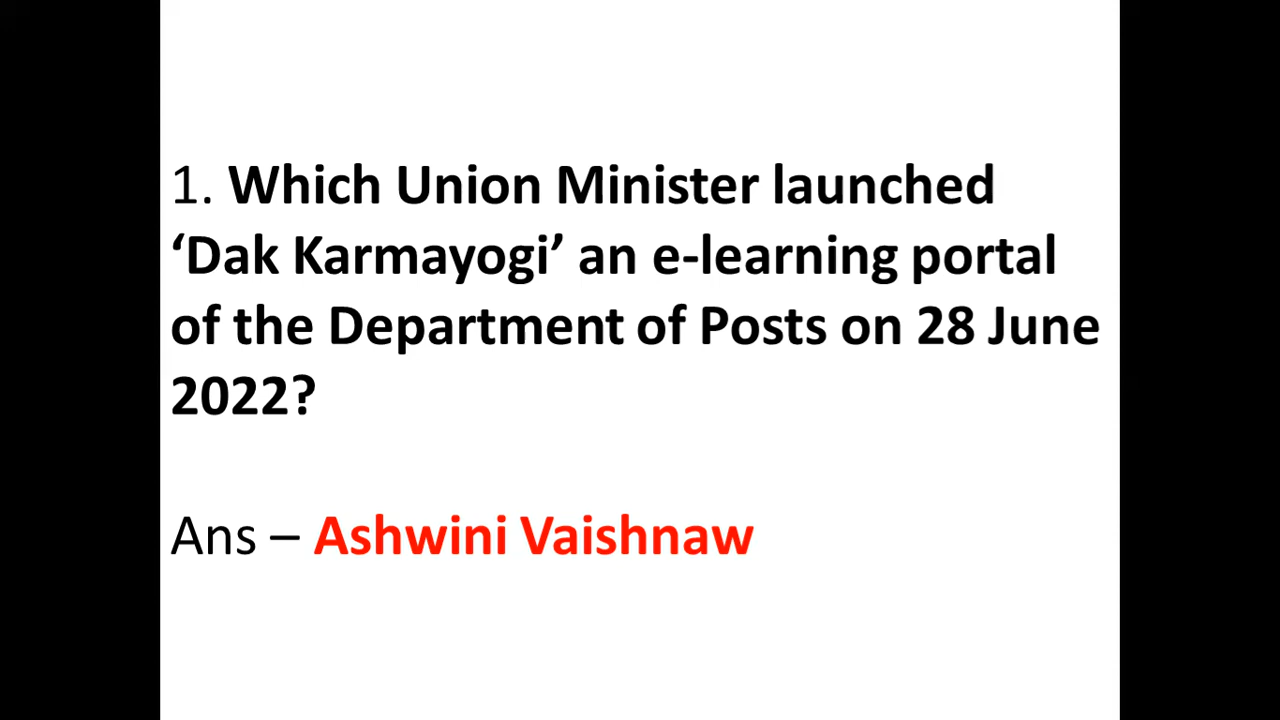 1. Which Union Minister launched
‘Dak Karmayogi’ an e-learning portal
of the Department of Posts on 28 June
2022?
Ans – Ashwini Vaishnaw